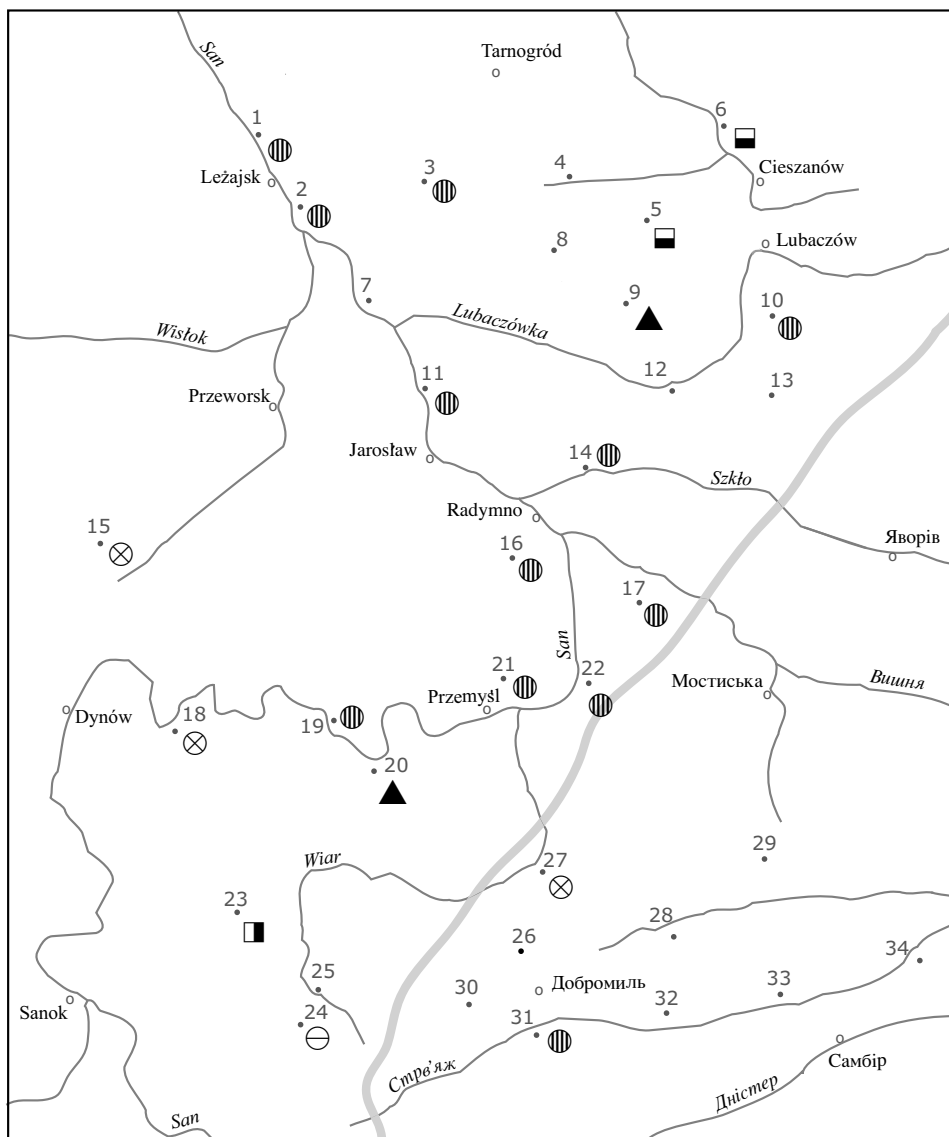 San
Tarnogród
6
1
Leżajsk
3
4
Cieszanów
2
5
8
Lubaczów
7
9
10
Wisłok
Lubaczówka
Przeworsk
11
12
13
Jarosław
14
Szkło
Radymno
15
16
Яворів
17
San
21
22
Dynów
18
19
Przemyśl
Мостиська
Вишня
20
Wiar
27
29
23
26
28
34
25
Sanok
24
30
Добромиль
32
33
31
Стрв'яж
Самбір
San
Дністер